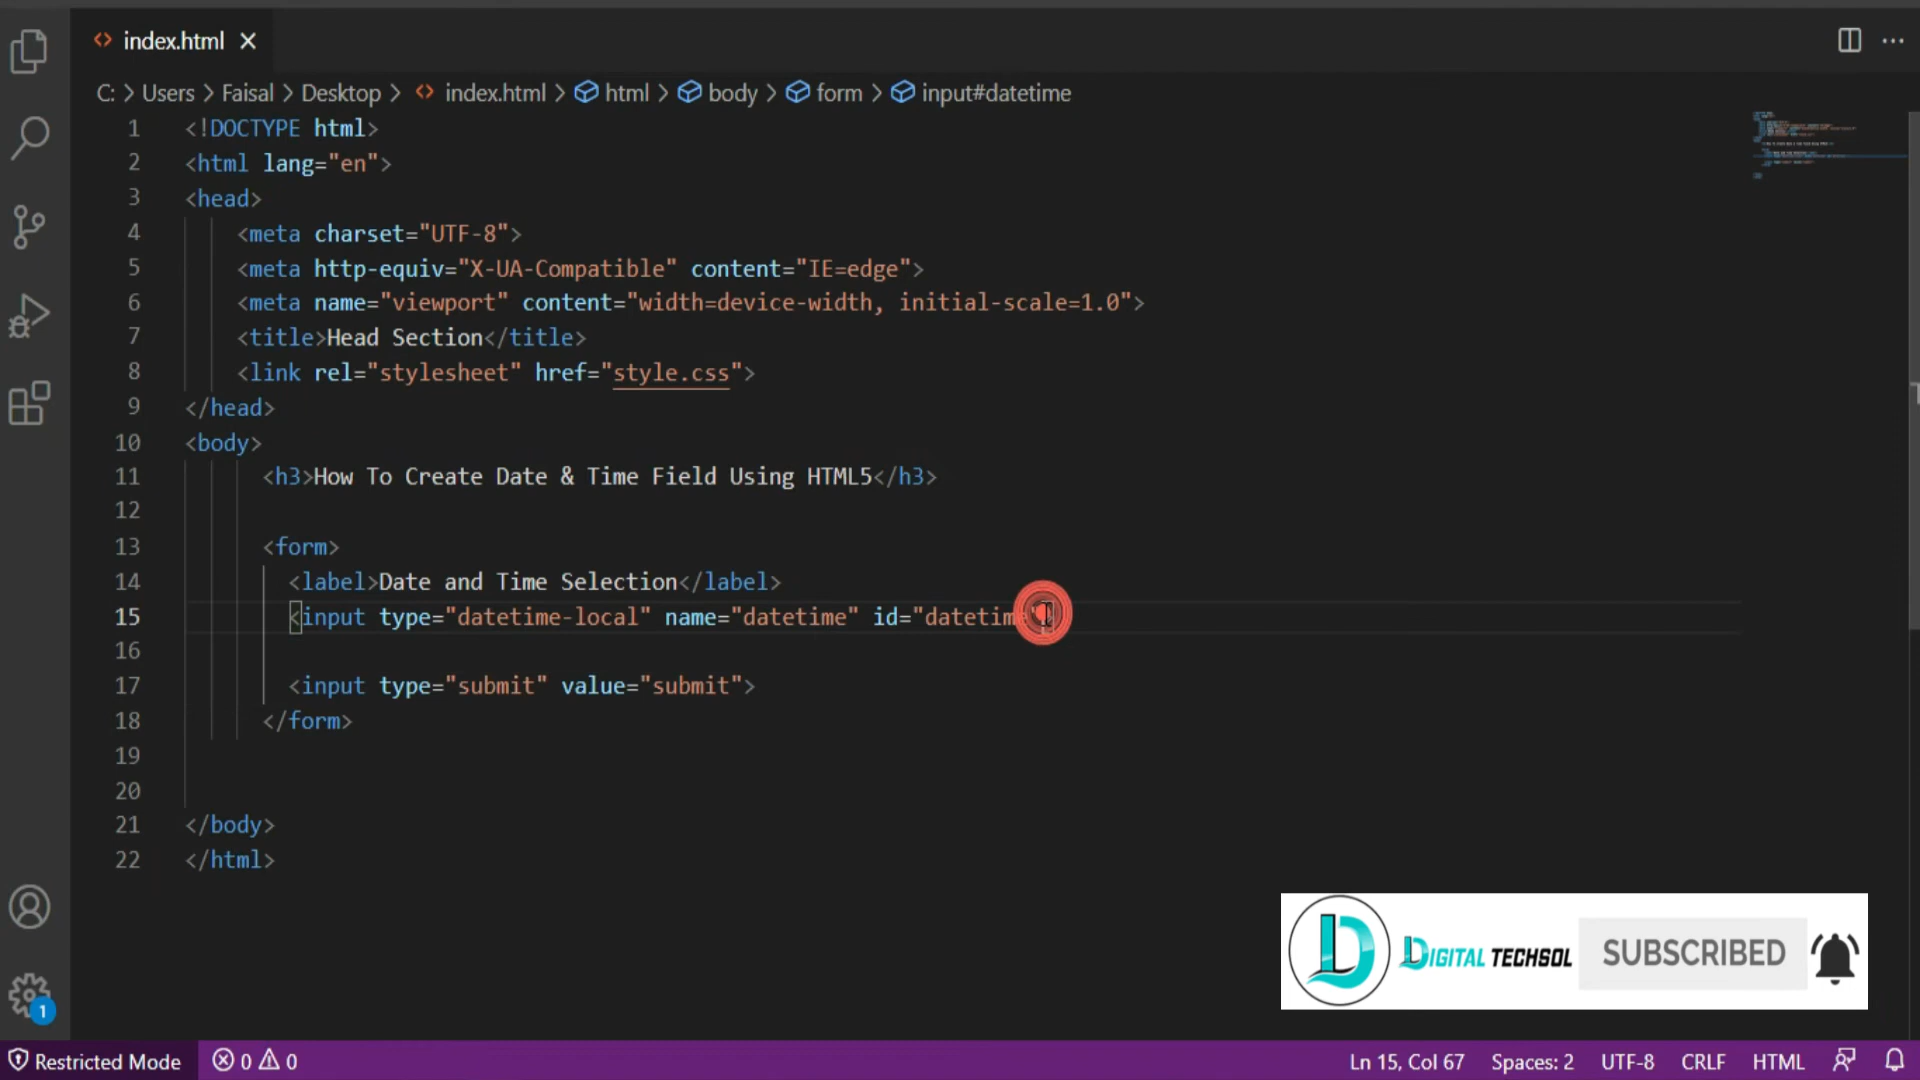 index.html
C: > Users > Faisal > Desktop > index.html > html > body > form > input#datetime
1 <!DOCTYPE html>
2 <html lang="en">
3 <head>
4 <meta charset="UTF-8">
5 <meta http-equiv="X-UA-Compatible" content="IE=edge">
6 <meta name="viewport" content="width=device-width, initial-scale=1.0">
7 <title>Head Section</title>
8 <link rel="stylesheet" href="style.css">
9 </head>
10 <body>
11 <h3>How To Create Date & Time Field Using HTML5</h3>
12
13 <form>
14 <label>Date and Time Selection</label>
15 <input type="datetime-local" name="datetime" id="datetime
16
17 <input type="submit" value="submit">
18 </form>
19
20
21 </body>
22 </html>
DIGITAL TECHSOL SUBSCRIBED
1
Restricted Mode 0 0 Ln 15, Col 67 Spaces: 2 UTF-8 CRLF HTML